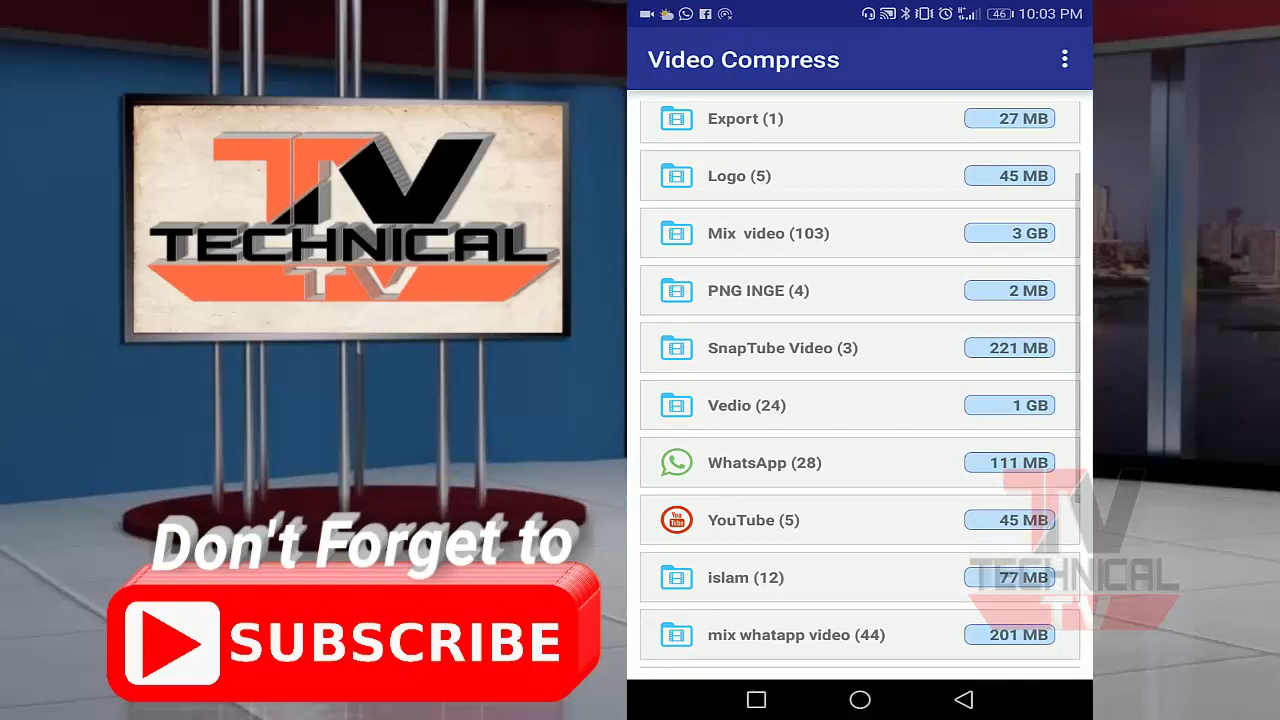 TV
TECHNICAL
TV
Don't Forget to
SUBSCRIBE
46 10:03 PM
Video Compress
Export (1) 27 MB
Logo (5) 45 MB
Mix video (103) 3 GB
PNG INGE (4) 2 MB
SnapTube Video (3) 221 MB
Vedio (24) 1 GB
WhatsApp (28) 111 MB
You Tube YouTube (5) 45 MB
islam (12) 77 MB
mix whatapp video (44) 201 MB
TV
TECHNICAL
TV